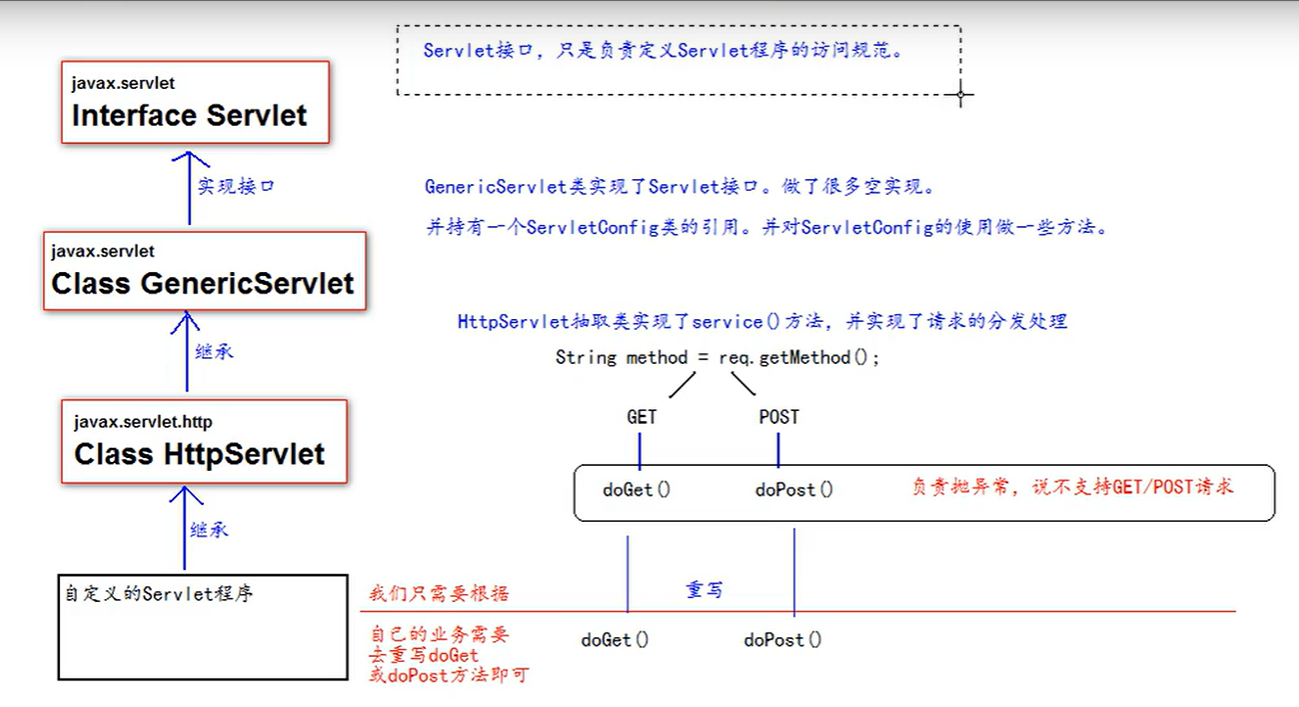 Servlet接口，只是负责定义Servlet程序的访问规范。
javax.servlet
Interface Servlet
实现接口
GenericServlet类实现了Servlet接口。做了很多空实现。
并持有一个ServletConfig类的引用。并对ServletConfig的使用做一些方法。
javax.servlet
Class GenericServlet
继承
HttpServlet抽取类实现了service()方法，并实现了请求的分发处理
String method = req.getMethod();
GET
POST
javax.servlet.http
Class HttpServlet
doGet()
doPost()
负责抛异常，说不支持GET/POST请求
继承
自定义的Servlet程序
我们只需要根据
重写
自己的业务需要
去重写doGet
或doPost方法即可
doGet()
doPost()